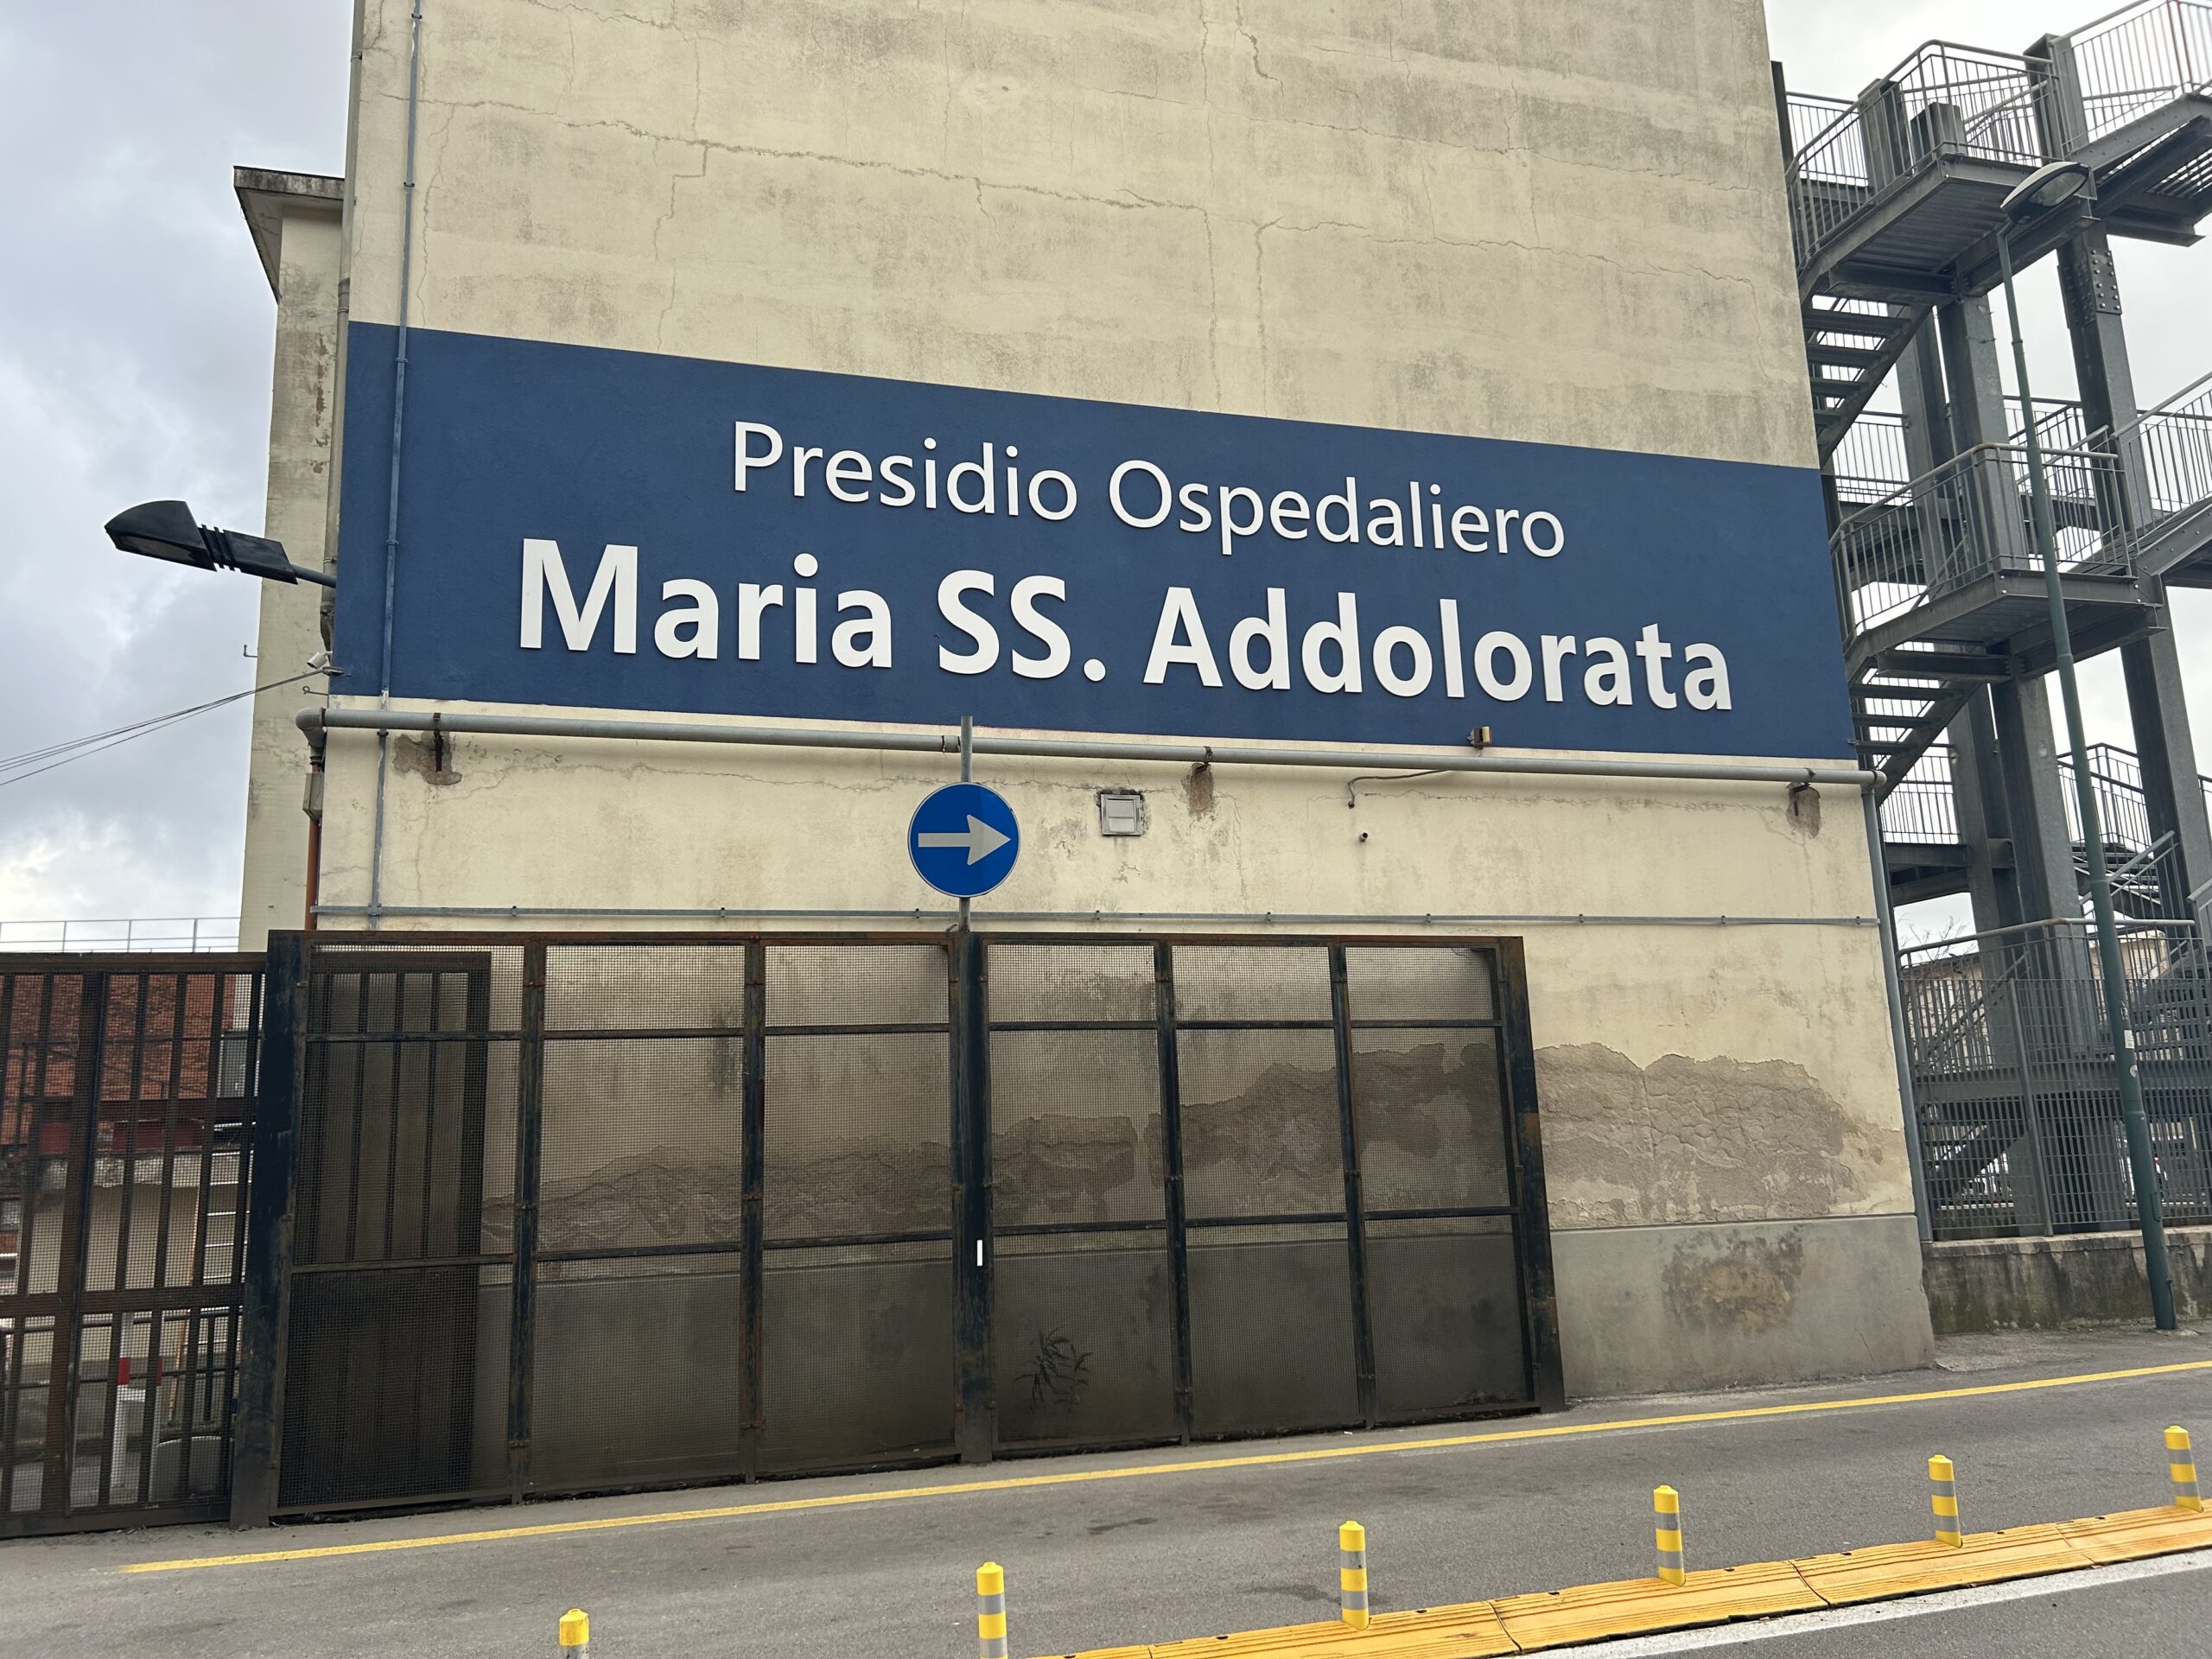 Presidio Ospedaliero
Maria SS. Addolorata